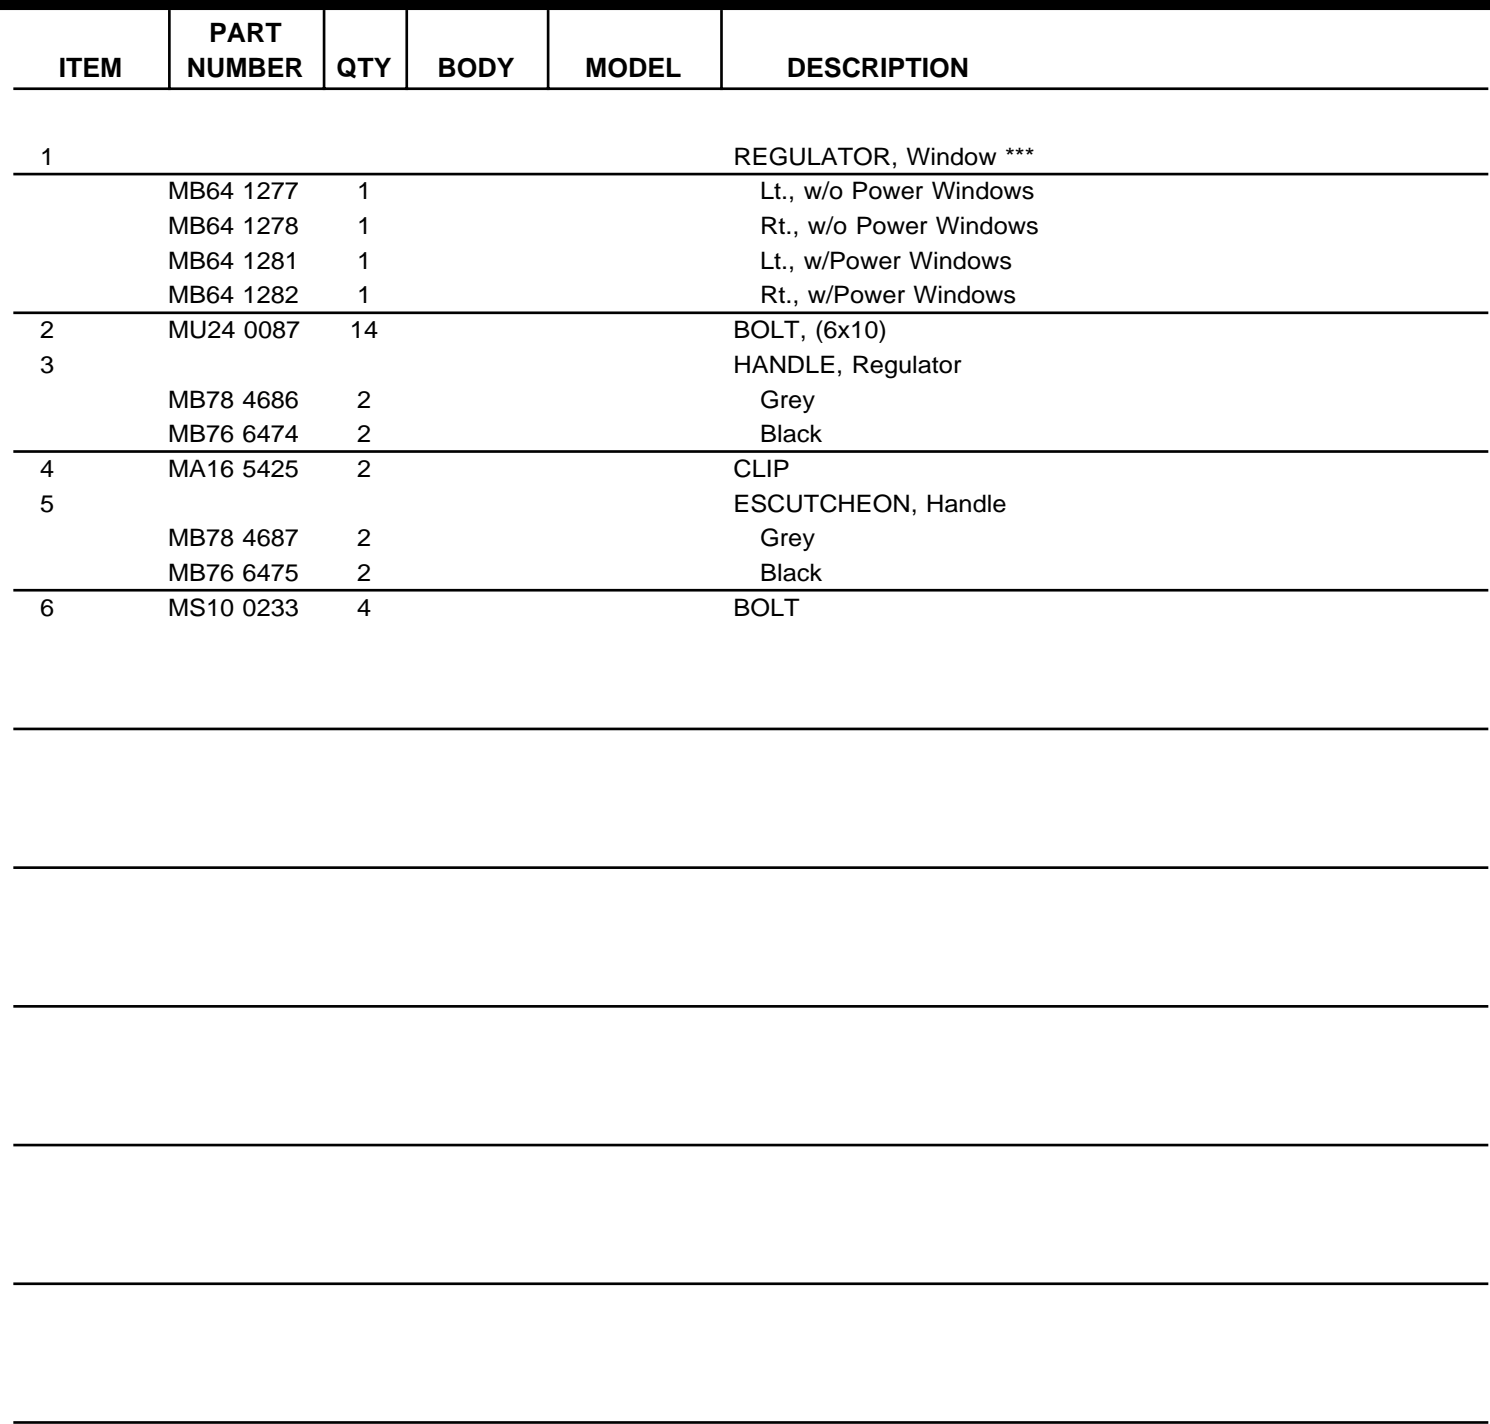 PART
ITEM NUMBER QTY BODY MODEL DESCRIPTION
1 REGULATOR, Window ***
MB64 1277 1 Lt., w/o Power Windows
MB64 1278 1 Rt., w/o Power Windows
MB64 1281 1 Lt., w/Power Windows
MB64 1282 1 Rt., w/Power Windows
2 MU24 0087 14 BOLT, (6x10)
3 HANDLE, Regulator
MB78 4686 2 Grey
MB76 6474 2 Black
4 MA16 5425 2 CLIP
5 ESCUTCHEON, Handle
MB78 4687 2 Grey
MB76 6475 2 Black
6 MS10 0233 4 BOLT